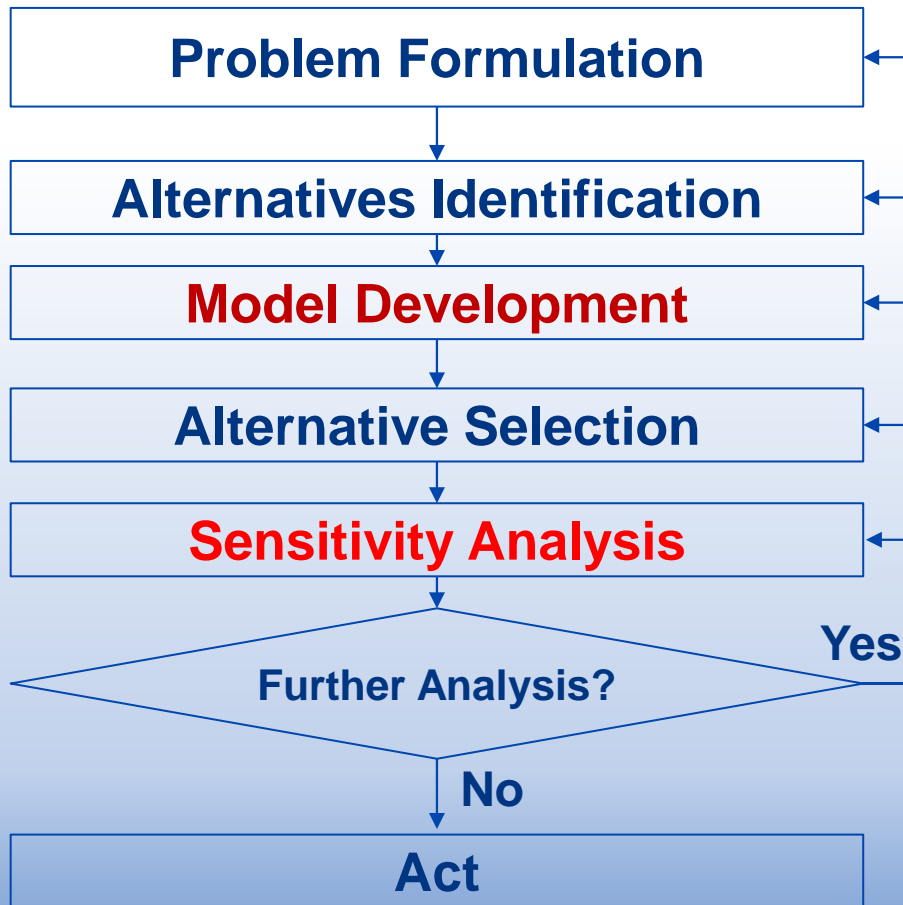 Problem Formulation
Alternatives Identification
Model Development
Alternative Selection
Sensitivity Analysis
Yes
Further Analysis?
No
Act